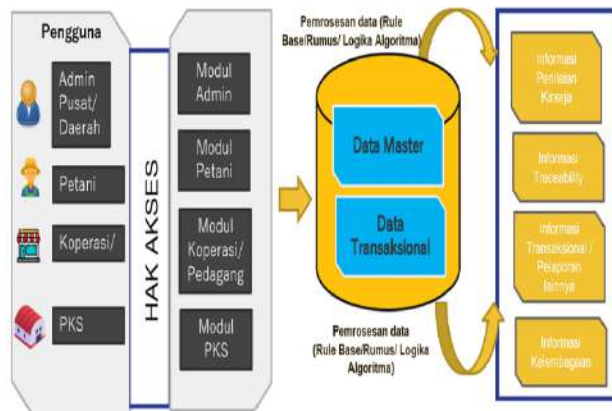 Pengguna
Admin
Pusat/
Daerah
Petani
Koperasi/
PKS
HAK AKSES
Modul
Admin
Modul
Petani
Modul
Koperasi/
Pedagang
Modul
PKS
Pemrosesan data (Rule
Base/Rumus/ Logika
Algoritma)
Data Master
Data
Transaksional
Pemrosesan data
(Rule Base/Rumus/ Logika
Algoritma)
Informasi
Penilaian
Kinerja
Informasi
Traceability
Informasi
Transaksional /
Pelaporan
lainnya
Informasi
Kelembagaan